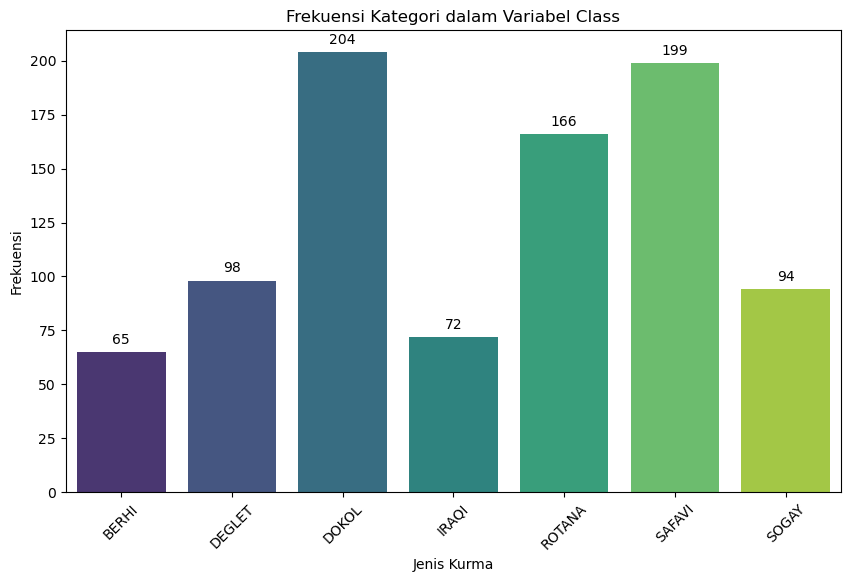 Frekuensi Kategori dalam Variabel Class
Frekuensi
200
175
150
125
100
75
50
25
0
65
98
204
72
166
199
94
BERHI
DEGLET
DOKOL
IRAQI
ROTANA
SAFAVI
SOGAY
Jenis Kurma